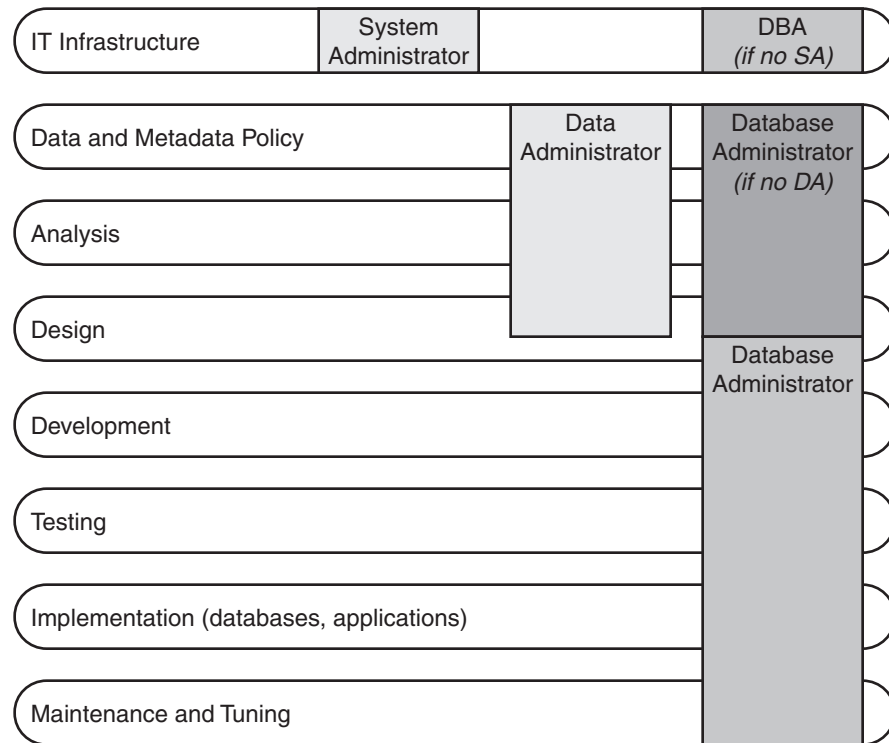 IT Infrastructure
System
Administrator
DBA
(if no SA)
Data and Metadata Policy
Data
Administrator
Database
Administrator
(if no DA)
Analysis
Design
Database
Administrator
Development
Testing
Implementation (databases, applications)
Maintenance and Tuning